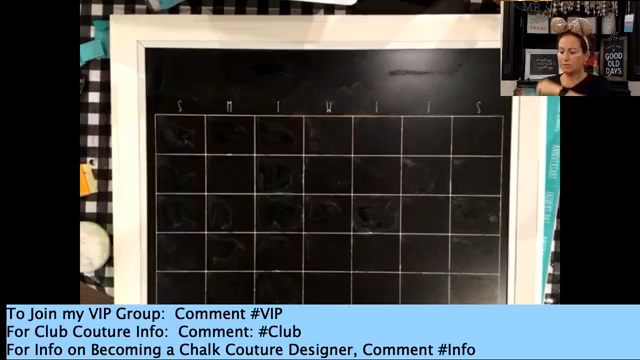 GOOD
OLD
DAYS
S M T W T F S
To Join my VIP Group: Comment #VIP
For Club Couture Info: Comment: #Club
For Info on Becoming a Chalk Couture Designer, Comment #Info